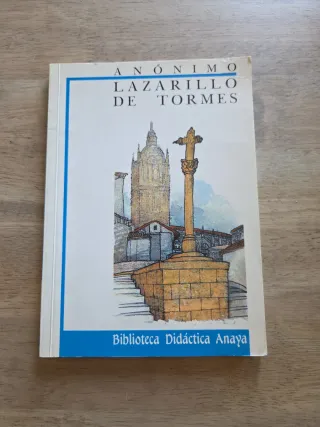 ANÓNIMO
LAZARILLO
DE TORMES
Biblioteca Didáctica Anaya